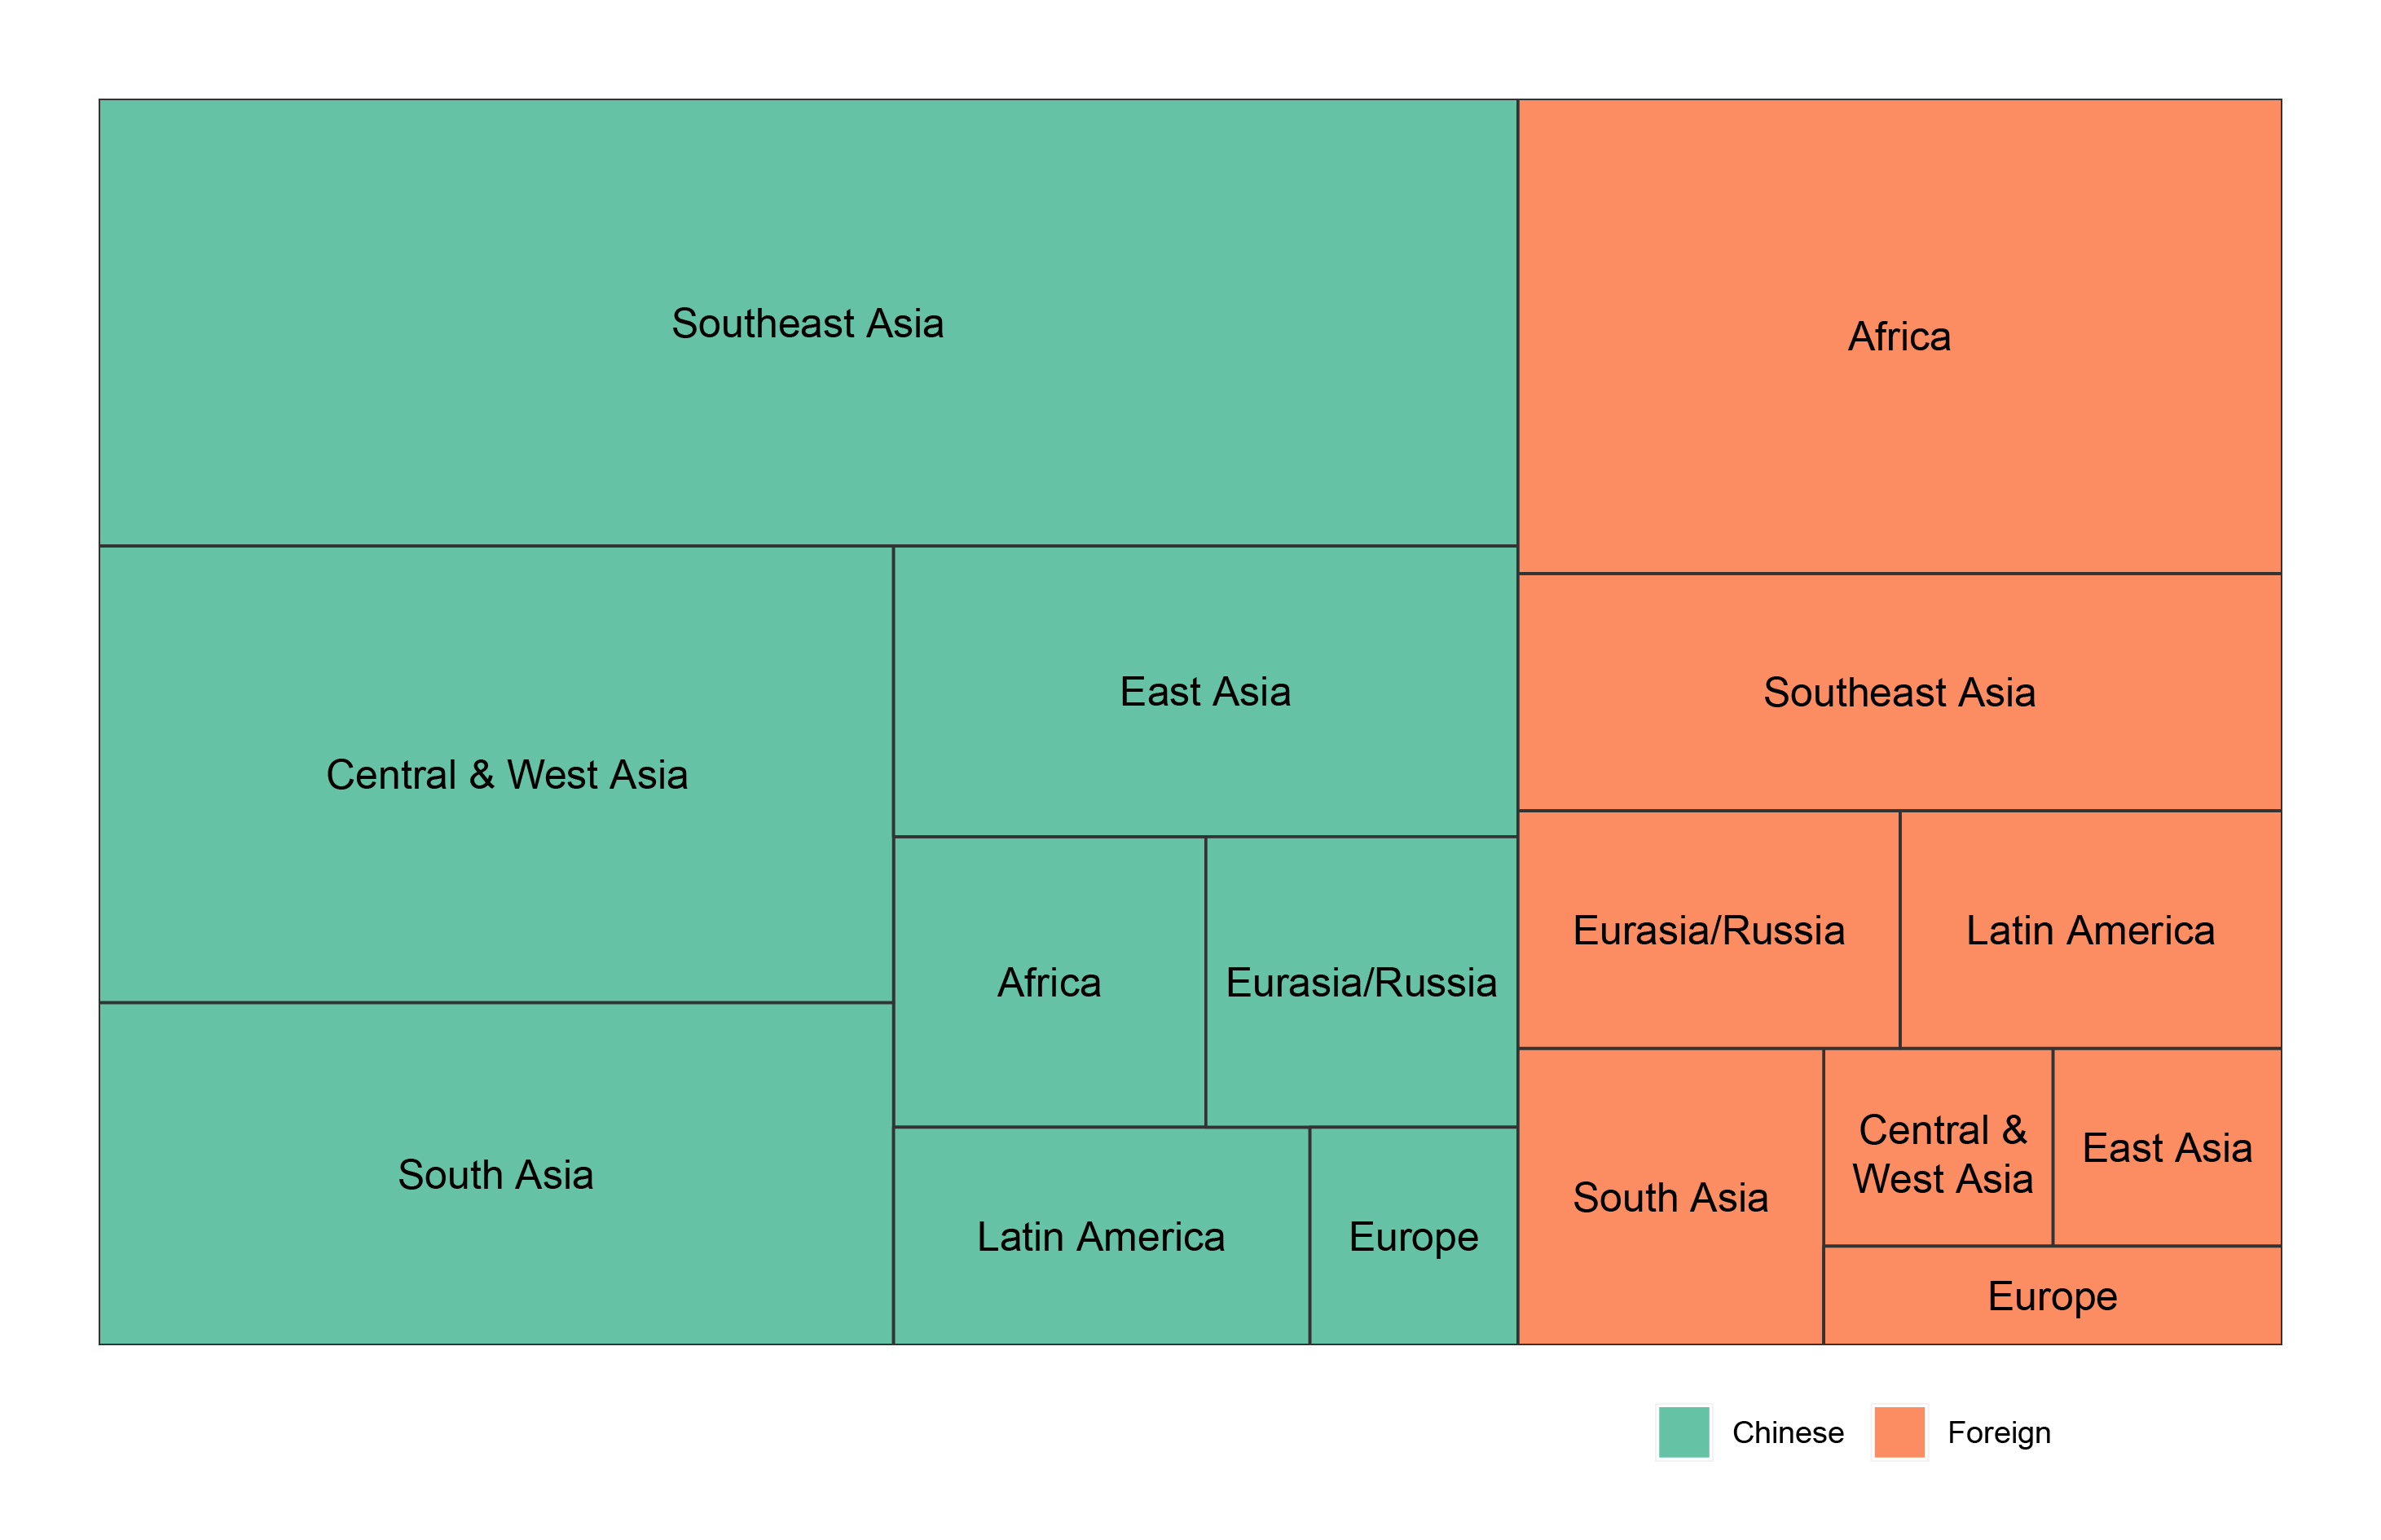 Southeast Asia
Central & West Asia
South Asia
East Asia
Africa
Eurasia/Russia
Latin America
Europe
Africa
Southeast Asia
Eurasia/Russia
Latin America
South Asia
Central &
West Asia
East Asia
Europe
Chinese
Foreign